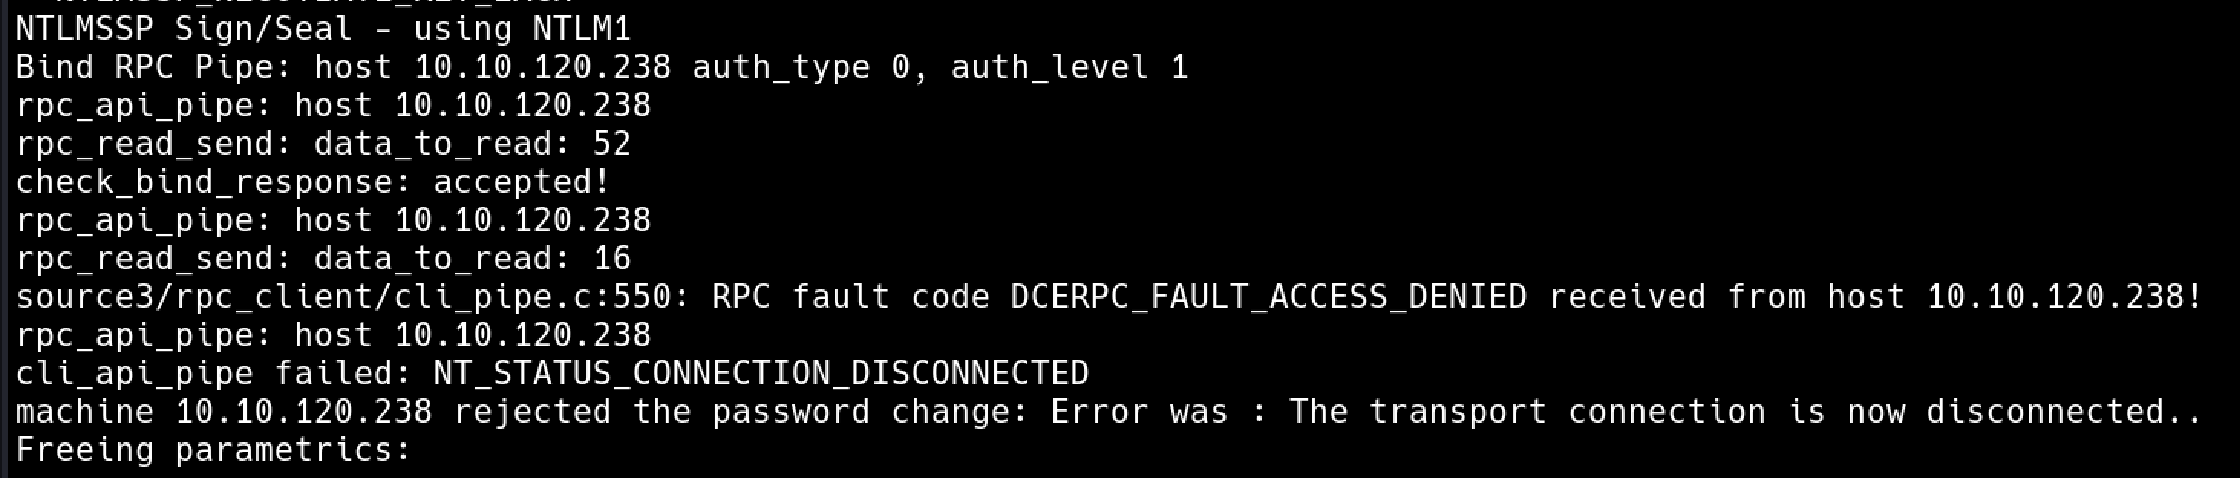 NTLMSSP Sign/Seal - using NTLM1
Bind RPC Pipe: host 10.10.120.238 auth_type 0, auth_level 1
rpc_api_pipe: host 10.10.120.238
rpc_read_send: data_to_read: 52
check_bind_response: accepted!
rpc_api_pipe: host 10.10.120.238
rpc_read_send: data_to_read: 16
source3/rpc_client/cli_pipe.c:550: RPC fault code DCERPC_FAULT_ACCESS_DENIED received from host 10.10.120.238!
rpc_api_pipe: host 10.10.120.238
cli_api_pipe failed: NT_STATUS_CONNECTION_DISCONNECTED
machine 10.10.120.238 rejected the password change: Error was : The transport connection is now disconnected..
Freeing parametrics: